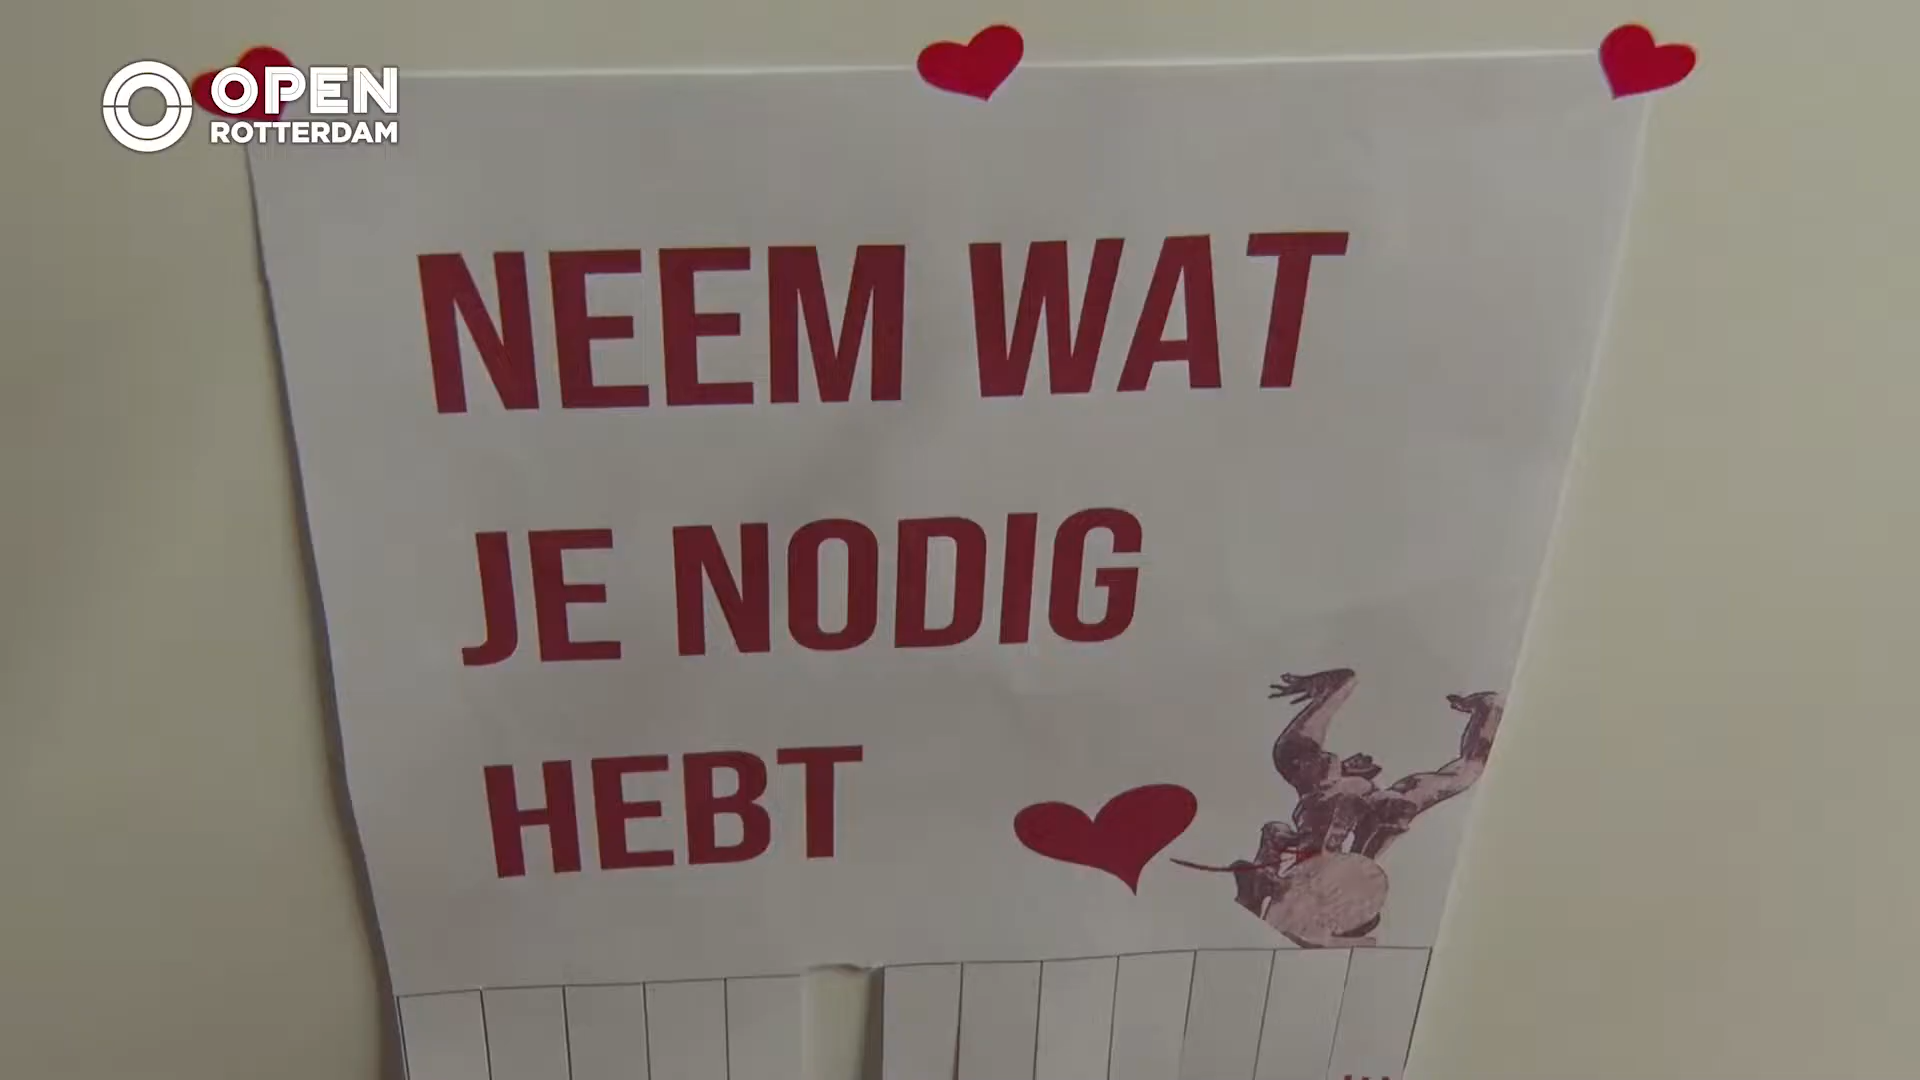 OPEN
ROTTERDAM
NEEM WAT
JE NODIG
HEBT